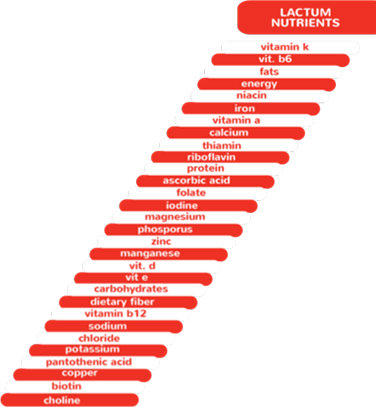 LACTUM
NUTRIENTS
vitamin k
vit. b6
fats
energy
niacin
iron
vitamin a
calcium
thiamin
riboflavin
protein
ascorbic acid
folate
iodine
magnesium
phosporus
zinc
manganese
vit. d
vit e
carbohydrates
dietary fiber
vitamin b12
sodium
chloride
potassium
pantothenic acid
copper
biotin
choline